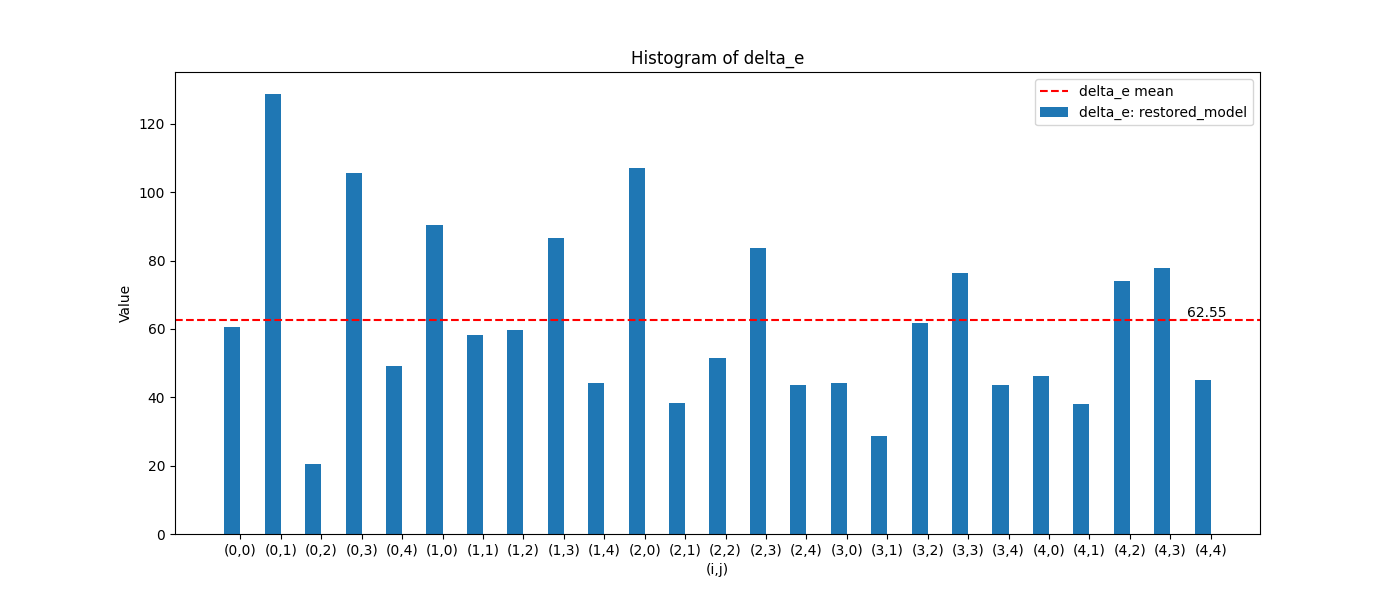 Histogram of delta_e
delta_e mean
delta_e: restored_model
120
100
80
60
40
20
0
Value
62.55
(0,0) (0,1) (0,2) (0,3) (0,4) (1,0) (1,1) (1,2) (1,3) (1,4) (2,0) (2,1) (2,2) (2,3) (2,4) (3,0) (3,1) (3,2) (3,3) (3,4) (4,0) (4,1) (4,2) (4,3) (4,4)
(i,j)